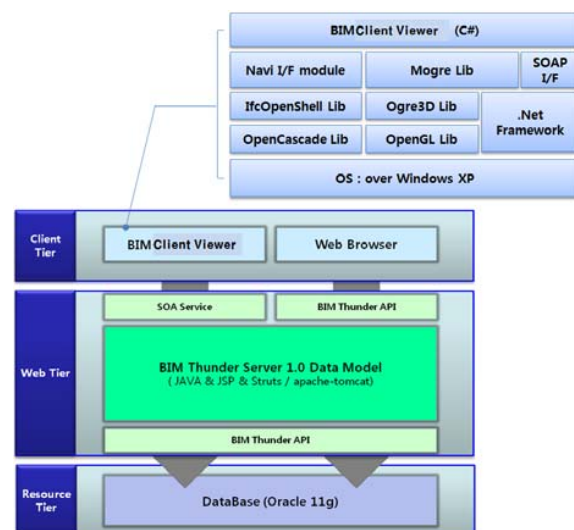 BIMClient Viewer (C#)
Navi I/F module
Mogre Lib
SOAP
I/F
IfcOpenShell Lib
Ogre3D Lib
.Net
Framework
OpenCascade Lib
OpenGL Lib
OS : over Windows XP
Client
Tier
BIMClient Viewer
Web Browser
SOA Service
BIM Thunder API
Web Tier
BIM Thunder Server 1.0 Data Model
( JAVA & JSP & Struts / apache-tomcat)
BIM Thunder API
Resource
Tier
DataBase (Oracle 11g)